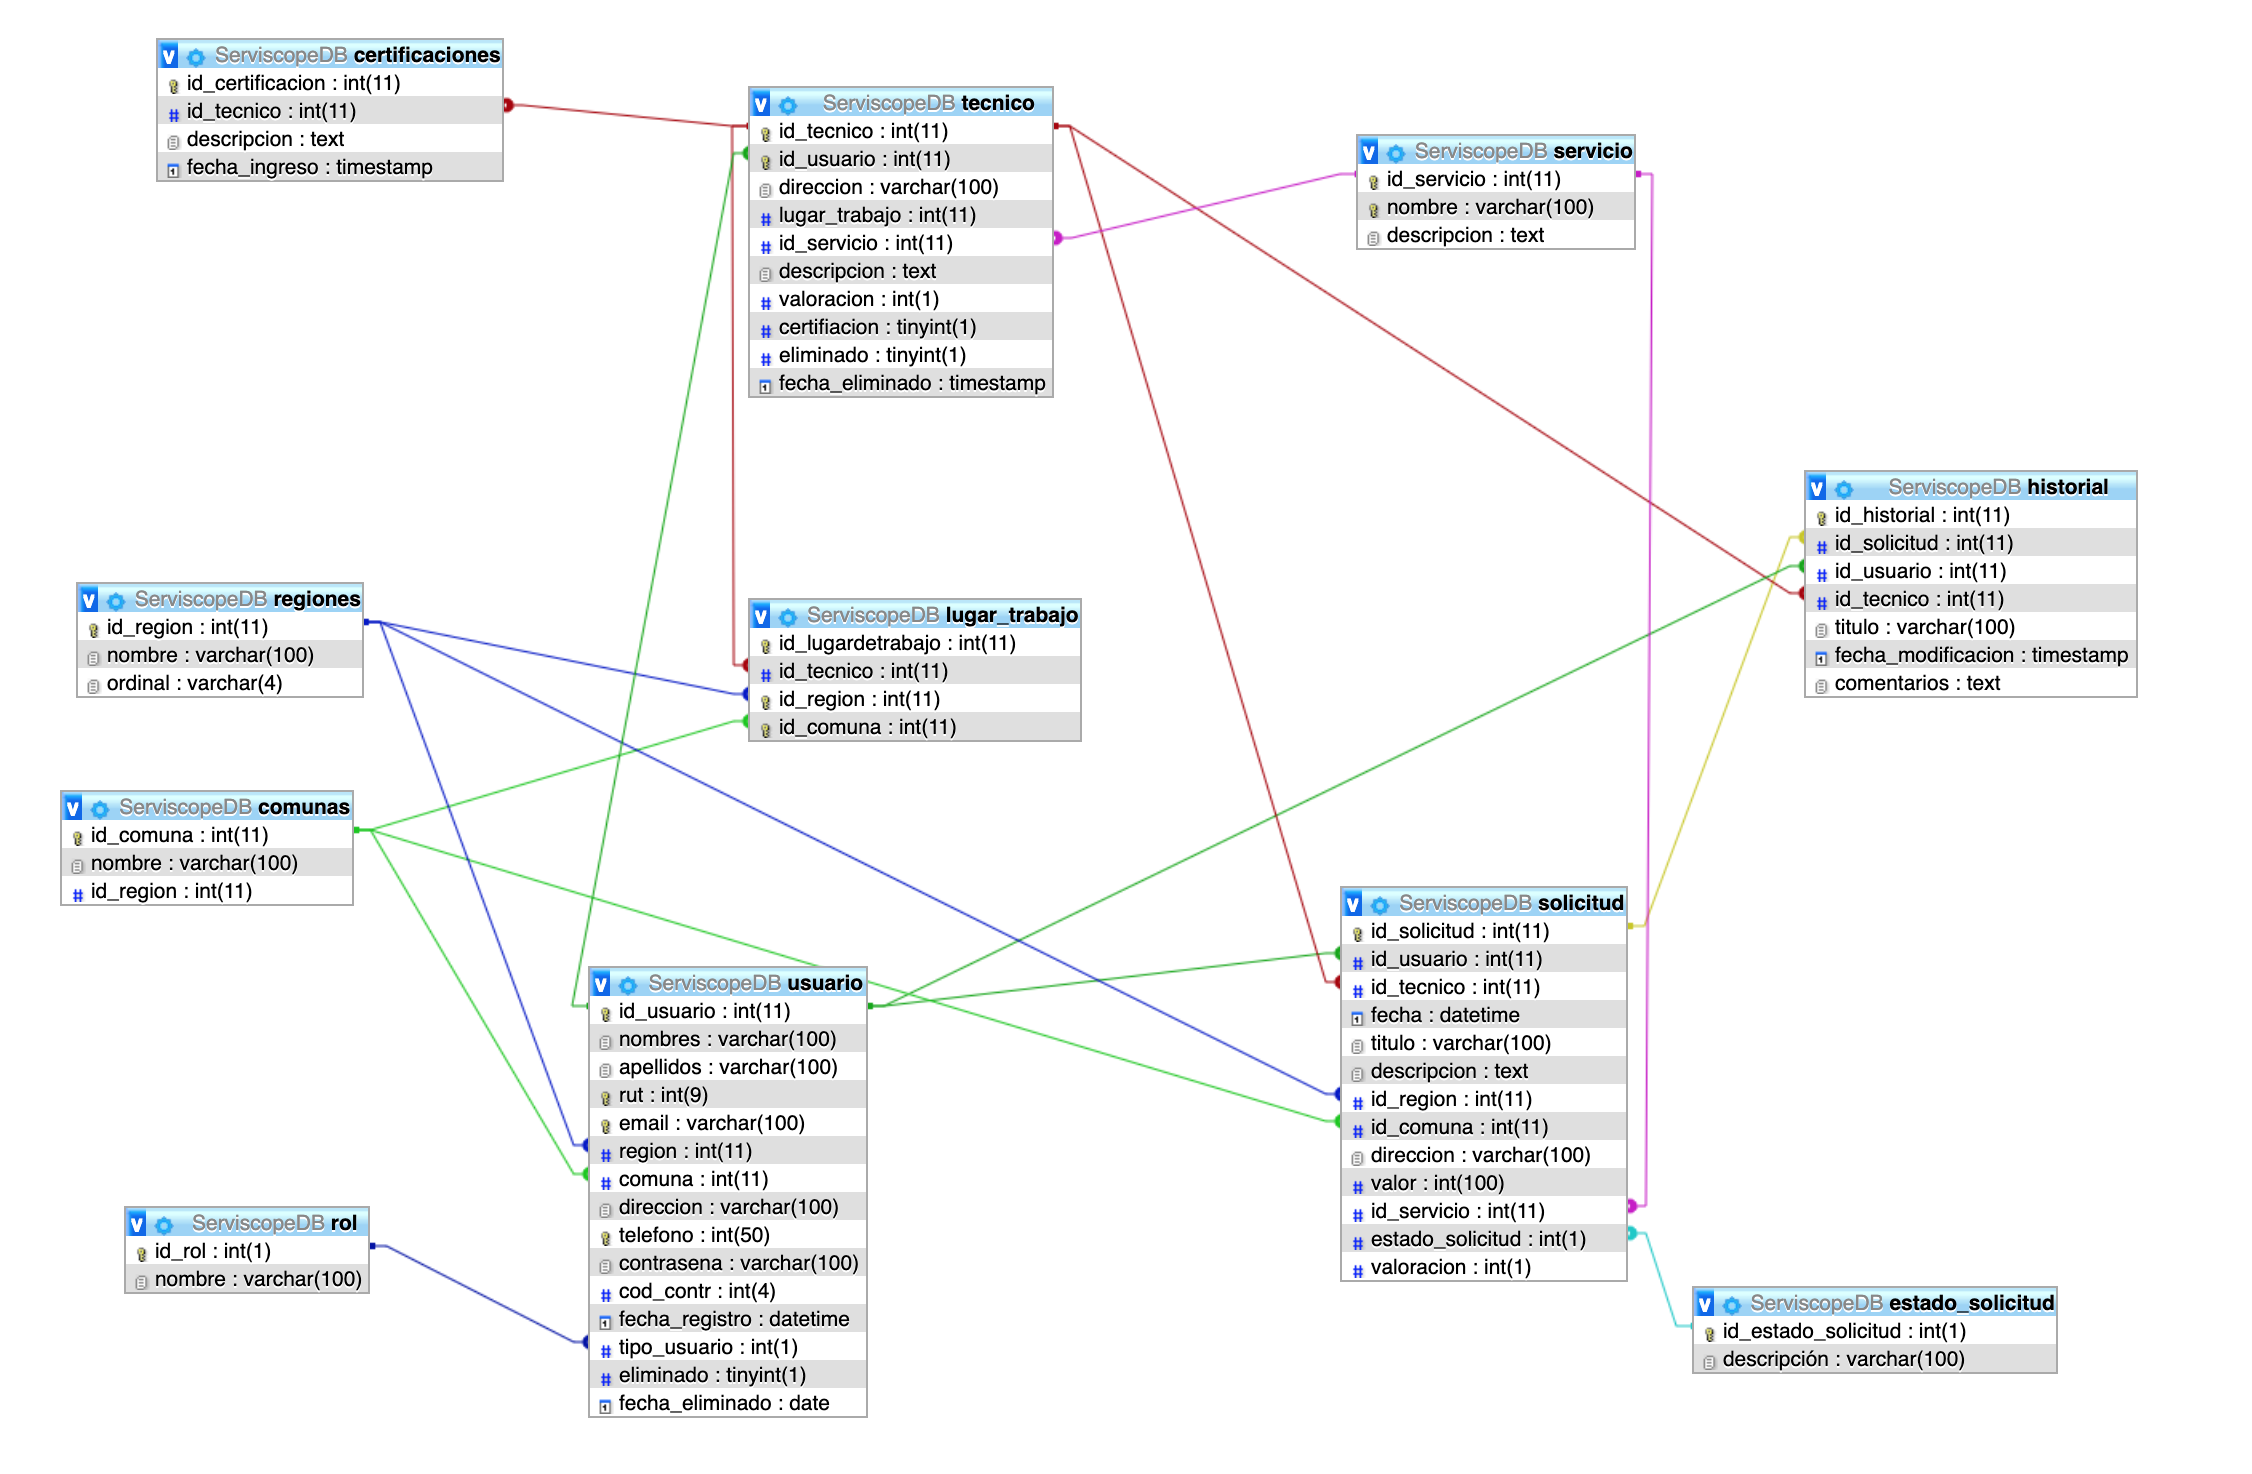 ServiscopeDB certificaciones
id_certificacion : int(11)
id_tecnico : int(11)
descripcion : text
fecha_ingreso : timestamp
ServiscopeDB tecnico
id_tecnico : int(11)
id_usuario : int(11)
direccion : varchar(100)
lugar_trabajo : int(11)
id_servicio : int(11)
descripcion : text
valoracion : int(1)
certifiacion : tinyint(1)
eliminado : tinyint(1)
fecha_eliminado : timestamp
ServiscopeDB servicio
id_servicio : int(11)
nombre : varchar(100)
descripcion : text
ServiscopeDB historial
id_historial : int(11)
id_solicitud : int(11)
id_usuario : int(11)
id_tecnico : int(11)
titulo : varchar(100)
fecha_modificacion : timestamp
comentarios : text
ServiscopeDB regiones
id_region : int(11)
nombre : varchar(100)
ordinal : varchar(4)
ServiscopeDB lugar_trabajo
id_lugardetrabajo : int(11)
id_tecnico : int(11)
id_region : int(11)
id_comuna : int(11)
ServiscopeDB comunas
id_comuna : int(11)
nombre : varchar(100)
id_region : int(11)
ServiscopeDB usuario
id_usuario : int(11)
nombres : varchar(100)
apellidos : varchar(100)
rut : int(9)
email : varchar(100)
region : int(11)
comuna : int(11)
direccion : varchar(100)
telefono : int(50)
contrasena : varchar(100)
cod_contr : int(4)
fecha_registro : datetime
tipo_usuario : int(1)
eliminado : tinyint(1)
fecha_eliminado : date
ServiscopeDB solicitud
id_solicitud : int(11)
id_usuario : int(11)
id_tecnico : int(11)
fecha : datetime
titulo : varchar(100)
descripcion : text
id_region : int(11)
id_comuna : int(11)
direccion : varchar(100)
valor : int(100)
id_servicio : int(11)
estado_solicitud : int(1)
valoracion : int(1)
ServiscopeDB rol
id_rol : int(1)
nombre : varchar(100)
ServiscopeDB estado_solicitud
id_estado_solicitud : int(1)
descripción : varchar(100)